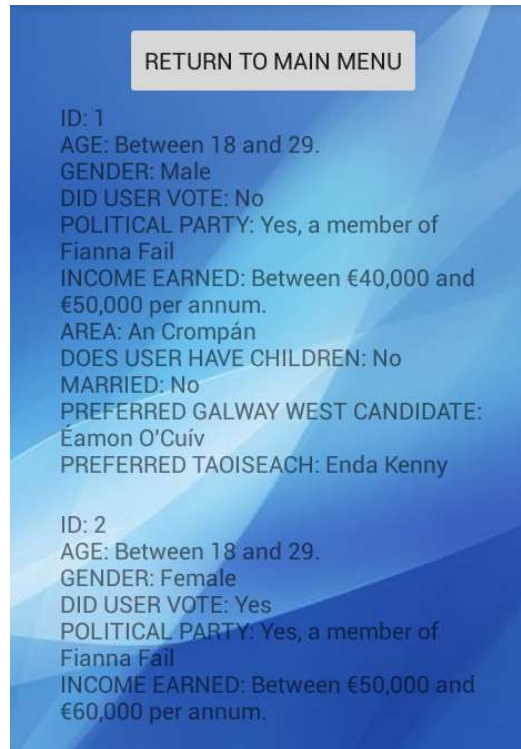 RETURN TO MAIN MENU
ID: 1
AGE: Between 18 and 29.
GENDER: Male
DID USER VOTE: No
POLITICAL PARTY: Yes, a member of
Fianna Fail
INCOME EARNED: Between €40,000 and
€50,000 per annum.
AREA: An Crompán
DOES USER HAVE CHILDREN: No
MARRIED: No
PREFERRED GALWAY WEST CANDIDATE:
Éamon O'Cuív
PREFERRED TAOISEACH: Enda Kenny
ID: 2
AGE: Between 18 and 29.
GENDER: Female
DID USER VOTE: Yes
POLITICAL PARTY: Yes, a member of
Fianna Fail
INCOME EARNED: Between €50,000 and
€60,000 per annum.